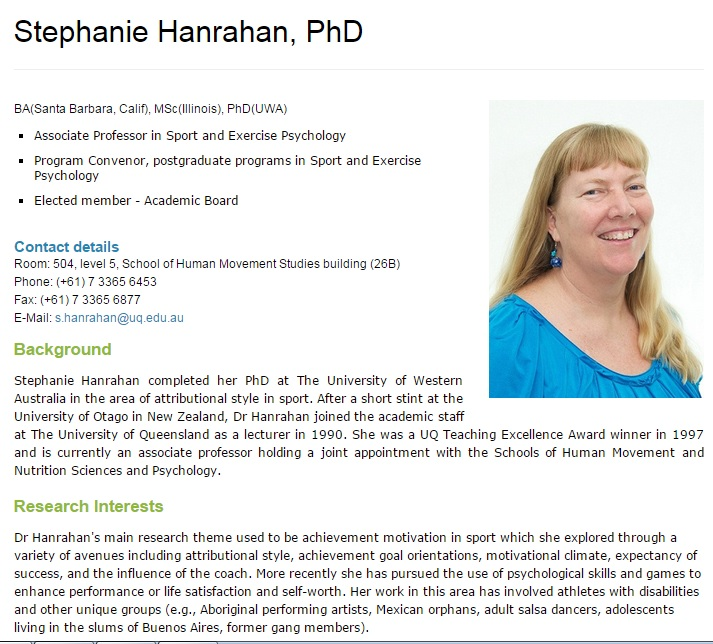 Stephanie Hanrahan, PhD
BA(Santa Barbara, Calif), MSc(Illinois), PhD(UWA)
Associate Professor in Sport and Exercise Psychology
Program Convenor, postgraduate programs in Sport and Exercise
Psychology
Elected member - Academic Board
Contact details
Room: 504, level 5, School of Human Movement Studies building (26B)
Phone: (+61) 7 3365 6453
Fax: (+61) 7 3365 6877
E-Mail: s.hanrahan@uq.edu.au
Background
Stephanie Hanrahan completed her PhD at The University of Western
Australia in the area of attributional style in sport. After a short stint at the
University of Otago in New Zealand, Dr Hanrahan joined the academic staff
at The University of Queensland as a lecturer in 1990. She was a UQ Teaching Excellence Award winner in 1997
and is currently an associate professor holding a joint appointment with the Schools of Human Movement and
Nutrition Sciences and Psychology.
Research Interests
Dr Hanrahan's main research theme used to be achievement motivation in sport which she explored through a
variety of avenues including attributional style, achievement goal orientations, motivational climate, expectancy of
success, and the influence of the coach. More recently she has pursued the use of psychological skills and games to
enhance performance or life satisfaction and self-worth. Her work in this area has involved athletes with disabilities
and other unique groups (e.g., Aboriginal performing artists, Mexican orphans, adult salsa dancers, adolescents
living in the slums of Buenos Aires, former gang members).